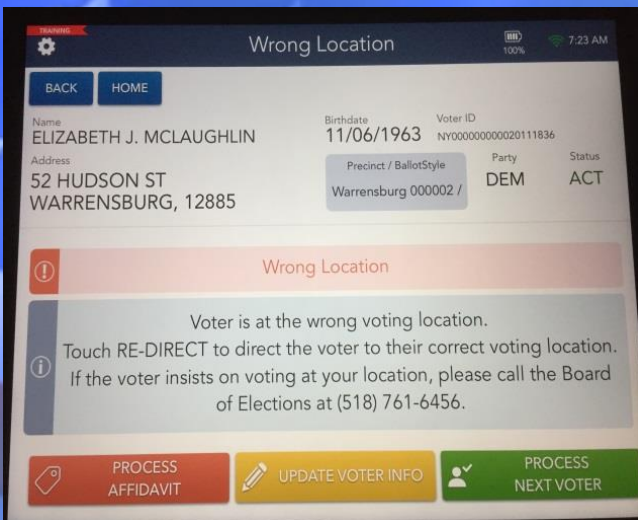 TRAINING
Wrong Location
100%
7:23 AM
BACK
HOME
Name
ELIZABETH J. MCLAUGHLIN
Birthdate
11/06/1963
Voter ID
NY000000000020111836
Address
52 HUDSON ST
WARRENSBURG, 12885
Precinct / BallotStyle
Warrensburg 000002 /
Party
DEM
Status
ACT
Wrong Location
Voter is at the wrong voting location.
Touch RE-DIRECT to direct the voter to their correct voting location.
If the voter insists on voting at your location, please call the Board
of Elections at (518) 761-6456.
PROCESS
AFFIDAVIT
UPDATE VOTER INFO
PROCESS
NEXT VOTER